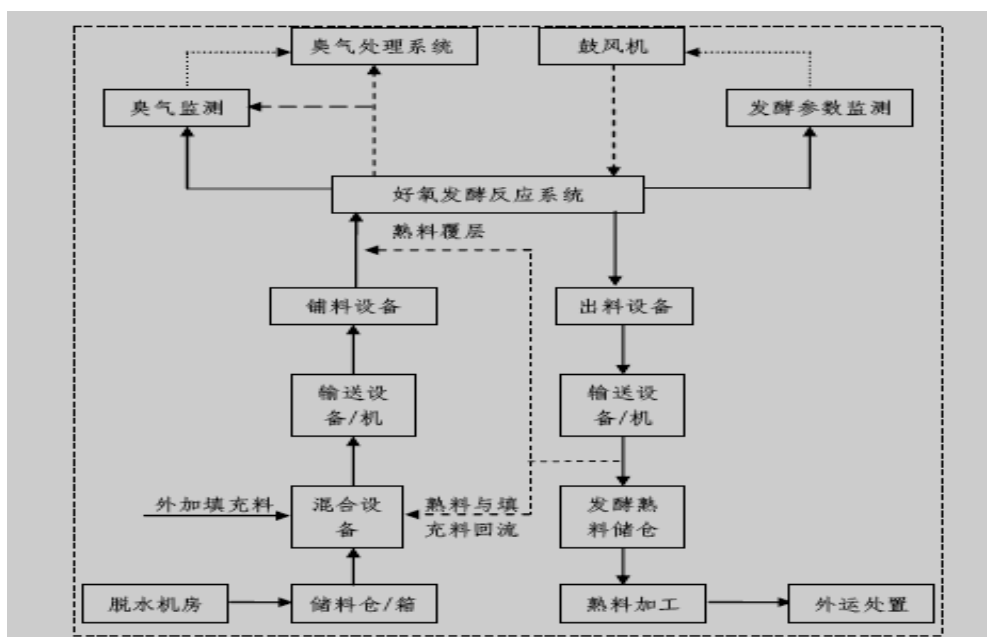 臭气处理系统
鼓风机
臭气监测
发酵参数监测
好氧发酵反应系统
熟料覆层
铺料设备
出料设备
输送设
备/机
输送设
备/机
外加填充料
混合设
备
熟料与填
充料回流
发酵熟
料储仓
脱水机房
储料仓/箱
熟料加工
外运处置